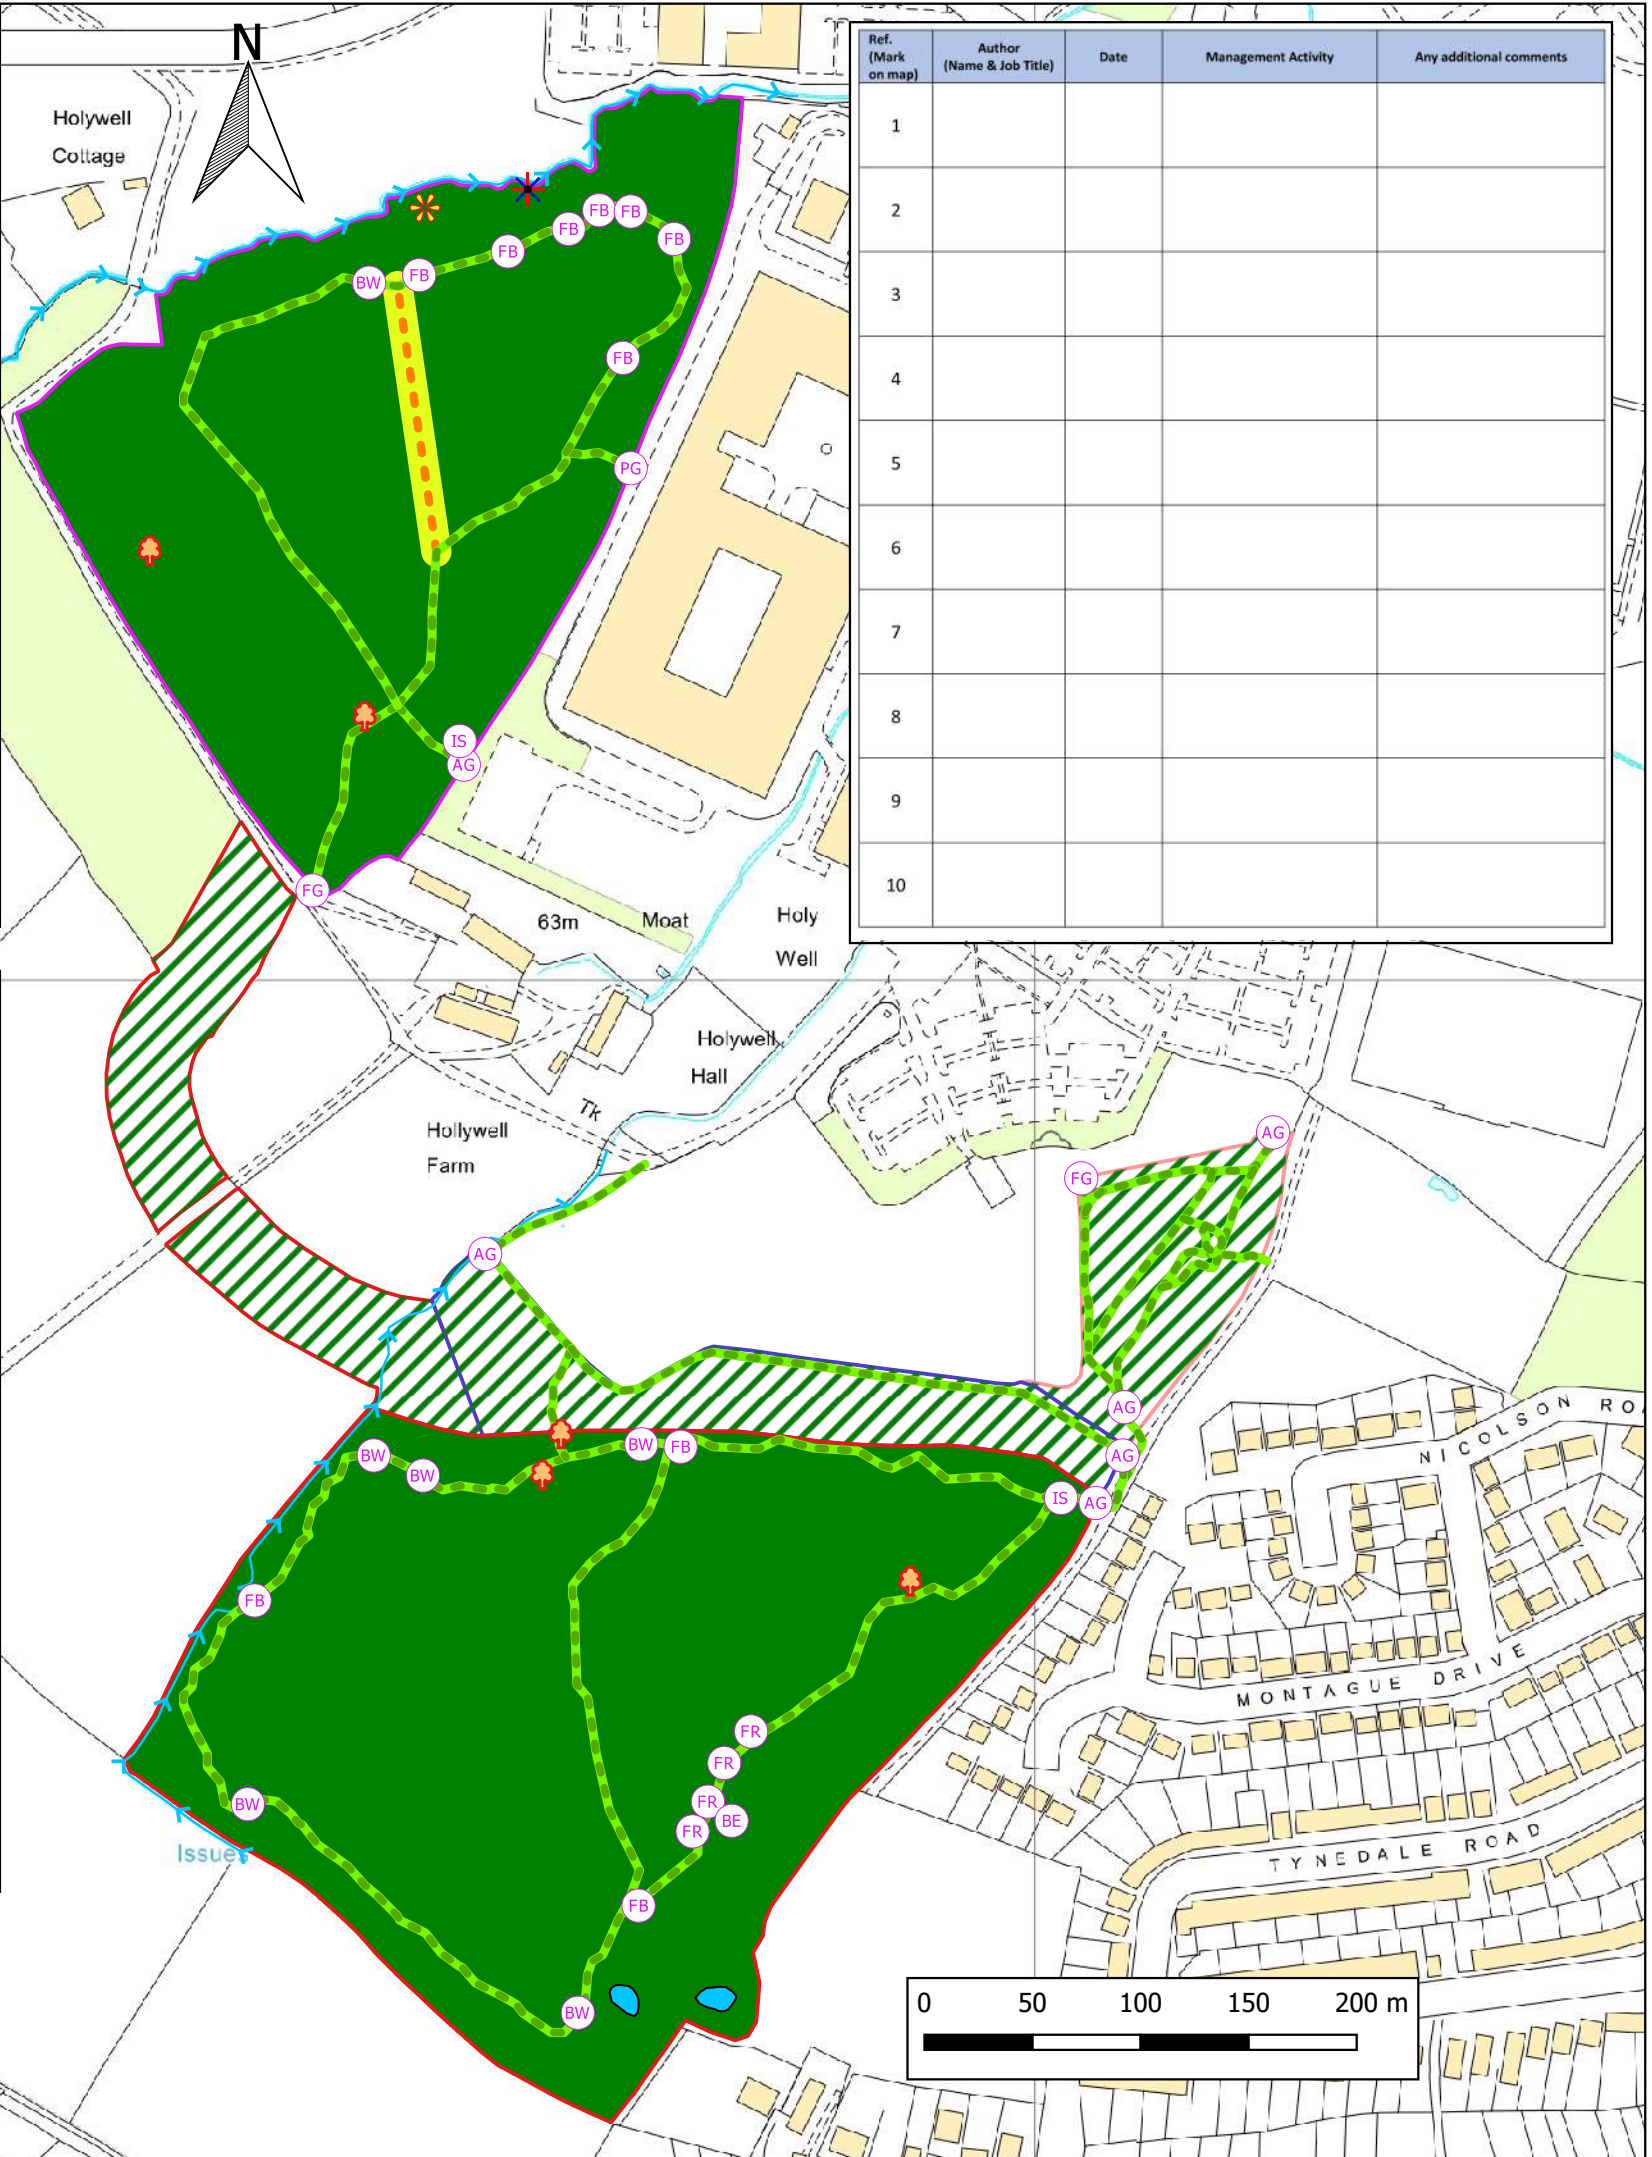 N
Ref.
(Mark
on map)
Author
(Name & Job Title)
Date
Management Activity
Any additional comments
1
2
3
4
5
6
7
8
9
10
Holywell
Cottage
FB
FB
FB
FB
FB
FB
BW
FB
PG
IS
AG
FG
63m
Moat
Holy
Well
Holywell
Hall
Tk
Hollywell
Farm
AG
FG
AG
AG
AG
BW
FB
BW
BW
IS
AG
FB
NICOLSON ROA
MONTAGUE DRIVE
TYNEDALE ROAD
FR
FR
FR
BE
FR
BW
Issues
FB
BW
0 50 100 150 200 m